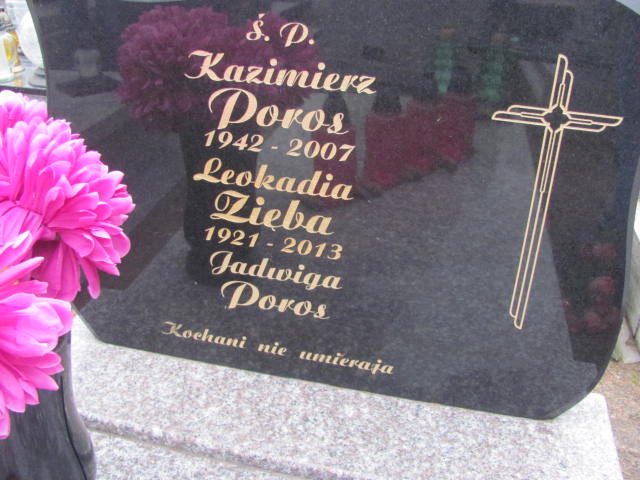 Ś. P.
Kazimierz
Poros
1942 - 2007
Leokadia
Zięba
1921 - 2013
Jadwiga
Poros
Kochani nie umierają